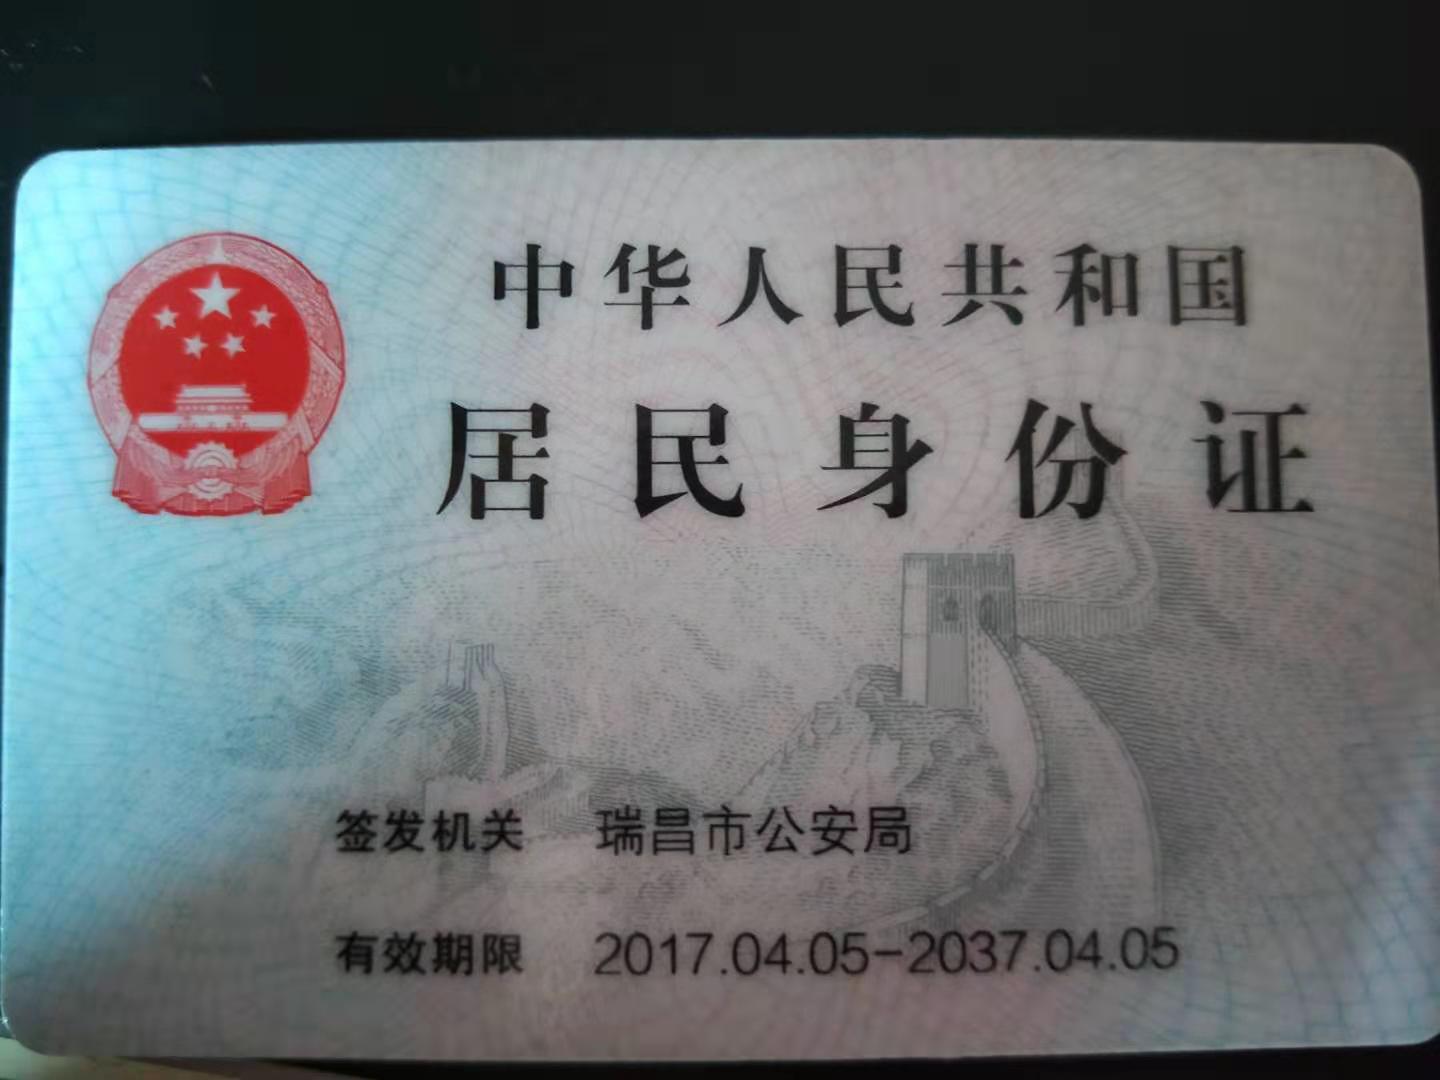 中华人民共和国
居民身份证
签发机关 瑞昌市公安局
有效期限 2017.04.05-2037.04.05